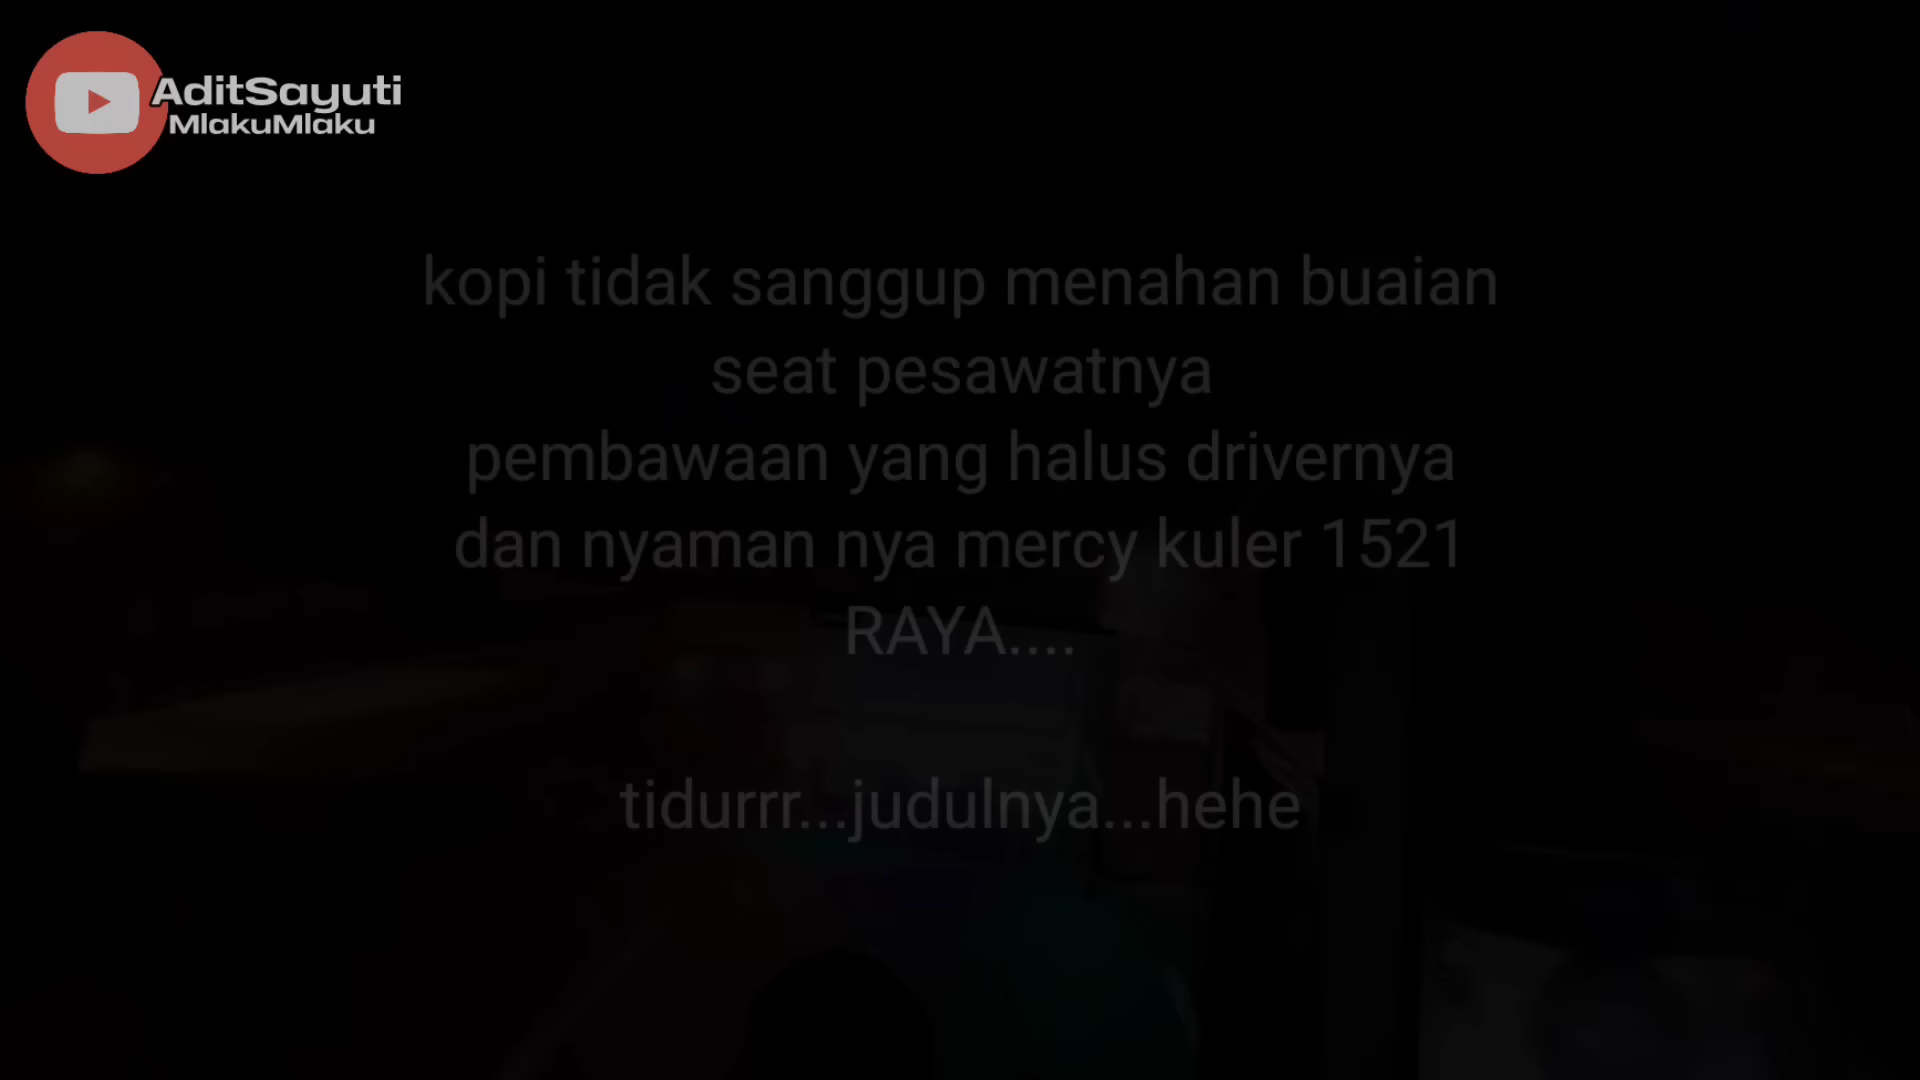 AditSayuti
MlakuMlaku
kopi tidak sanggup menahan buaian
seat pesawatnya
pembawaan yang halus drivernya
dan nyaman nya mercy kuler 1521
RAYA....
tidurrr...judulnya...hehe